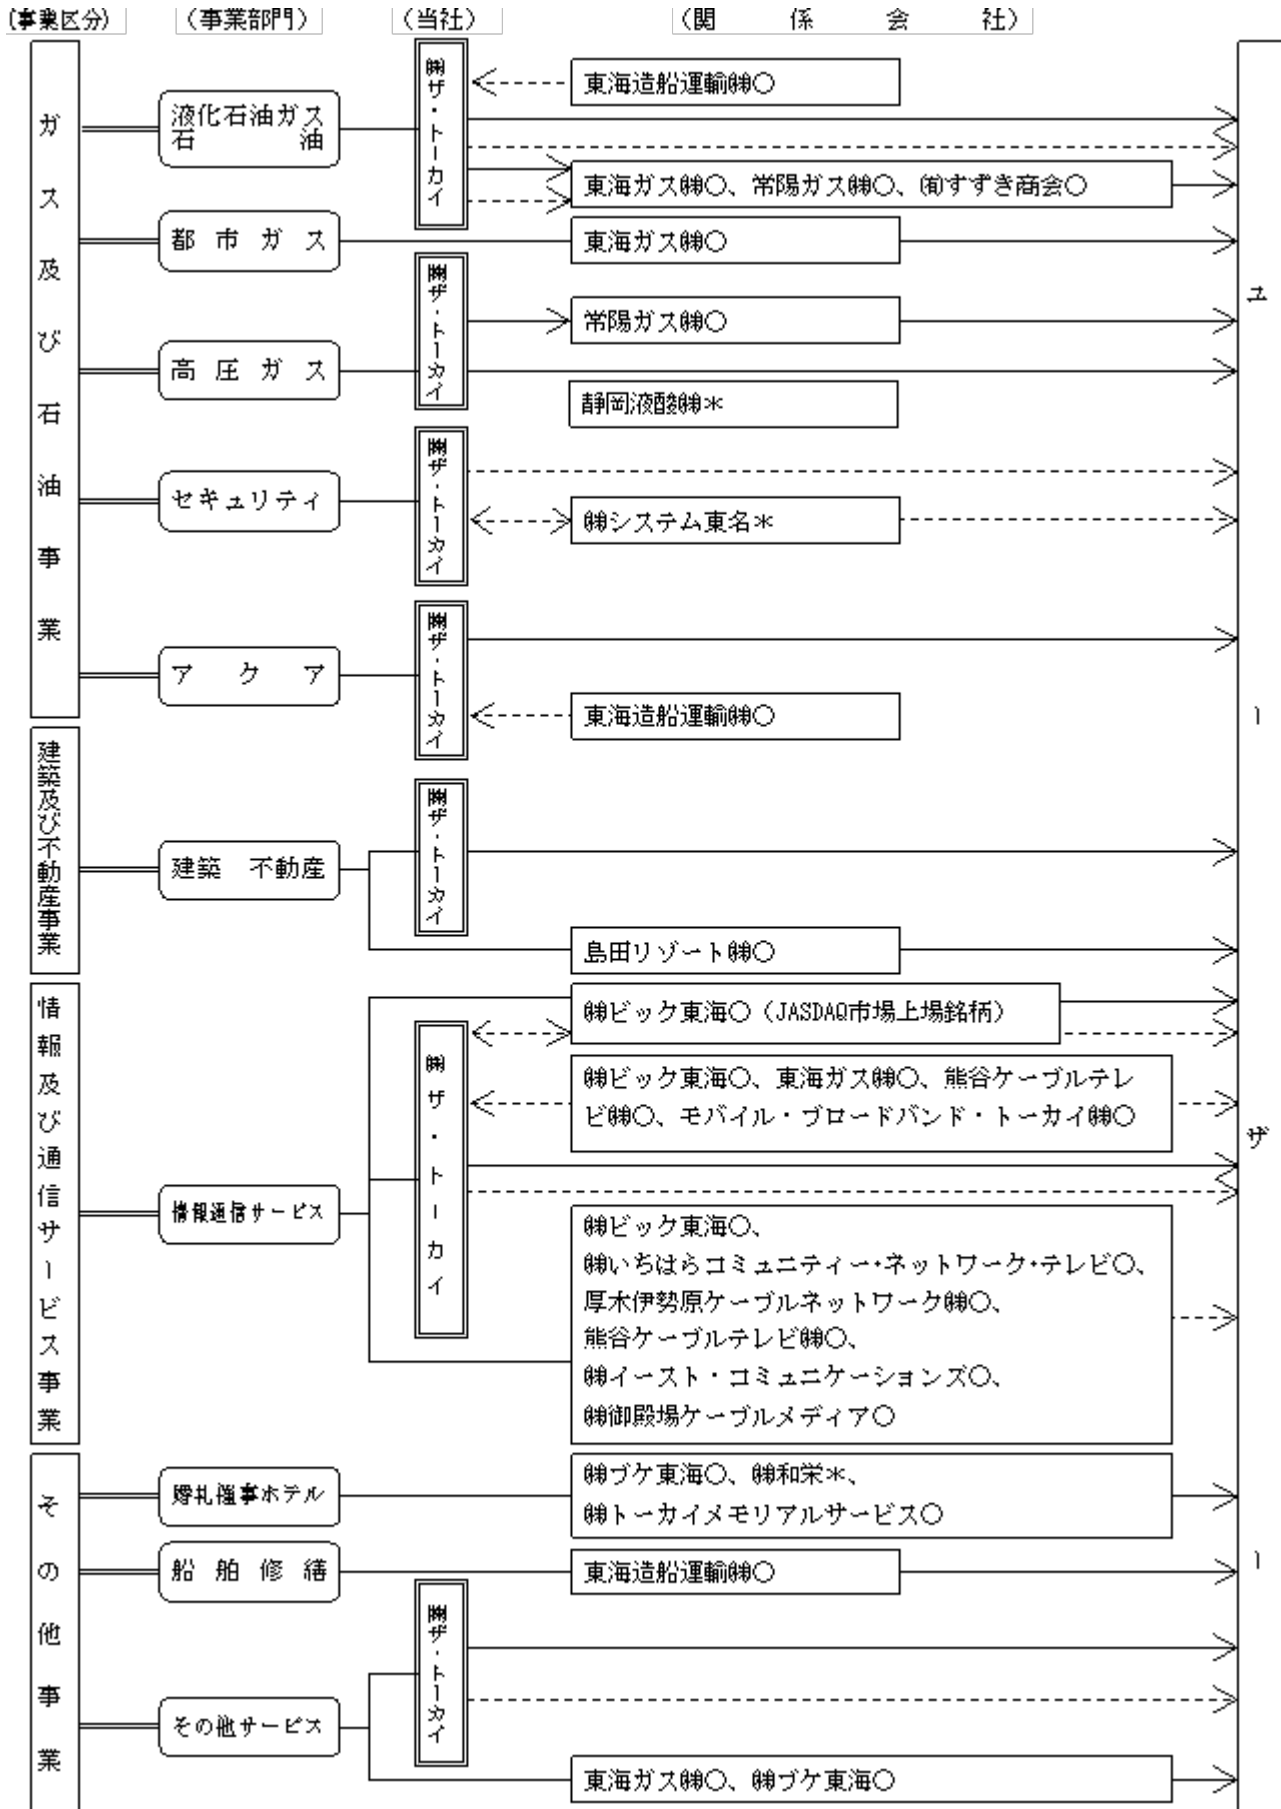 (事業区分)
(事業部門)
(当社)
(関係会社)
ガス及び石油事業
液化石油ガス
石油
㈱ザ・トーカイ
東海造船運輸㈱○
東海ガス㈱○、常陽ガス㈱○、㈲すずき商会○
都市ガス
東海ガス㈱○
高圧ガス
㈱ザ・トーカイ
常陽ガス㈱○
静岡液酸㈱*
セキュリティ
㈱ザ・トーカイ
㈱システム東名*
アクア
㈱ザ・トーカイ
東海造船運輸㈱○
建築及び不動産事業
建築 不動産
㈱ザ・トーカイ
島田リゾート㈱○
情報及び通信サービス事業
情報通信サービス
㈱ザ・トーカイ
㈱ビック東海○(JASDAQ市場上場銘柄)
㈱ビック東海○、東海ガス㈱○、熊谷ケーブルテレ
ビ㈱○、モバイル・ブロードバンド・トーカイ㈱○
㈱ビック東海○、
㈱いちはらコミュニティー・ネットワーク・テレビ○、
厚木伊勢原ケーブルネットワーク㈱○、
熊谷ケーブルテレビ㈱○、
㈱イースト・コミュニケーションズ○、
㈱御殿場ケーブルメディア○
その他事業
婚礼催事ホテル
㈱ブケ東海○、㈱和栄*、
㈱トーカイメモリアルサービス○
船舶修繕
東海造船運輸㈱○
その他サービス
㈱ザ・トーカイ
東海ガス㈱○、㈱ブケ東海○
ユーザー